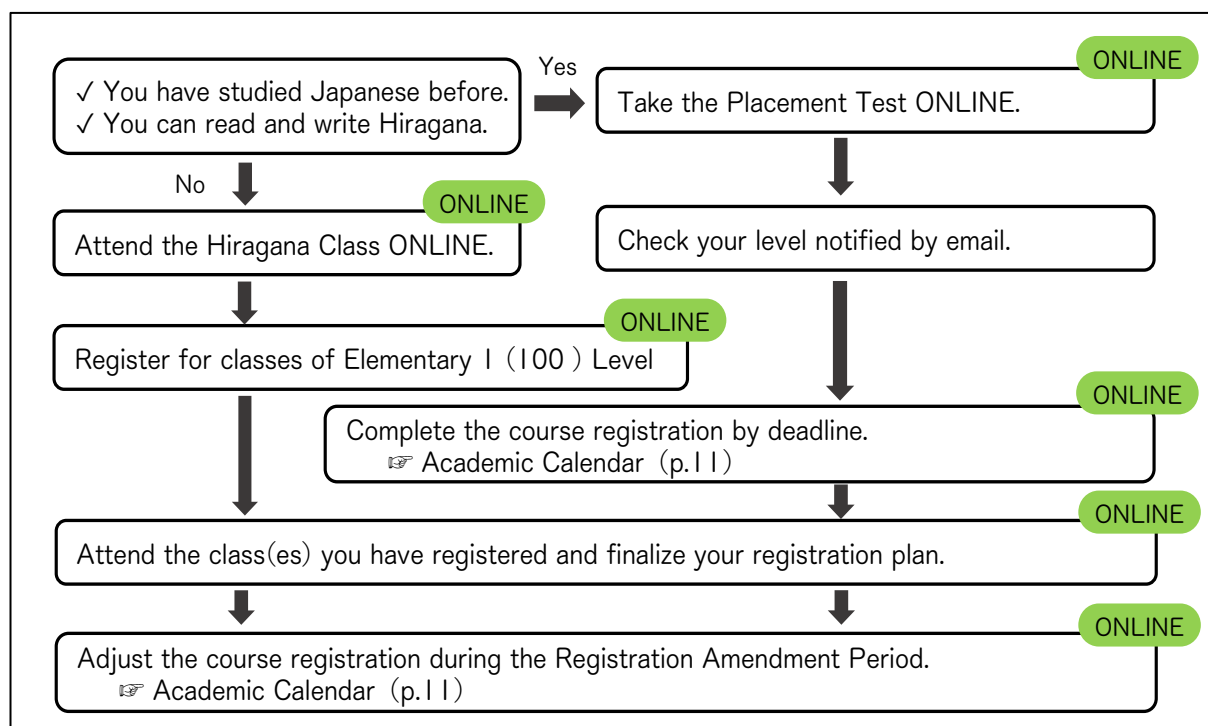 ONLINE
✓ You have studied Japanese before.
✓ You can read and write Hiragana.
Yes
Take the Placement Test ONLINE.
No
ONLINE
Attend the Hiragana Class ONLINE.
Check your level notified by email.
ONLINE
Register for classes of Elementary 1 (100 ) Level
ONLINE
Complete the course registration by deadline.
☞ Academic Calendar (p.11)
ONLINE
Attend the class(es) you have registered and finalize your registration plan.
ONLINE
Adjust the course registration during the Registration Amendment Period.
☞ Academic Calendar (p.11)